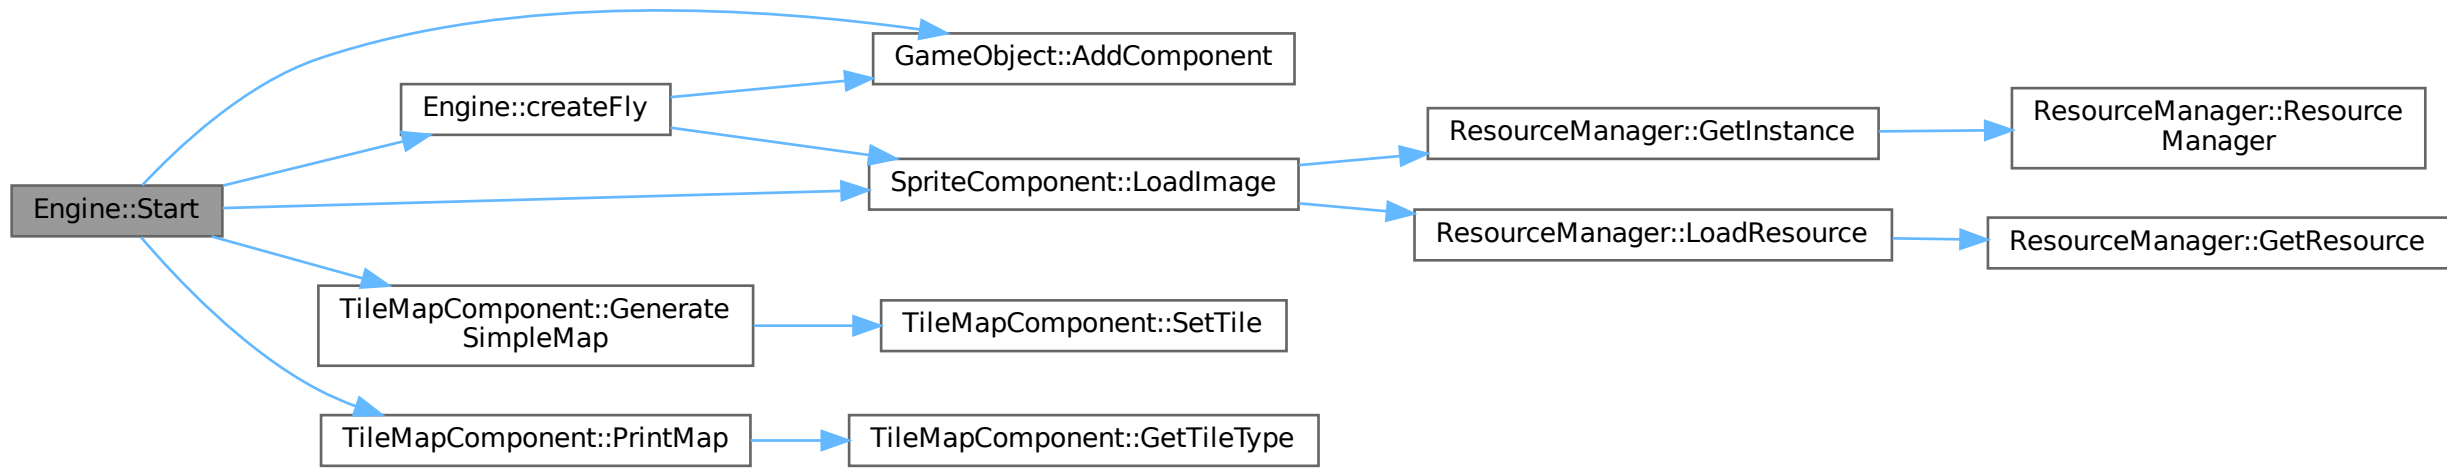 GameObject::AddComponent
Engine::createFly
ResourceManager::Resource
Manager
ResourceManager::GetInstance
SpriteComponent::LoadImage
Engine::Start
ResourceManager::LoadResource
ResourceManager::GetResource
TileMapComponent::Generate
SimpleMap
TileMapComponent::SetTile
TileMapComponent::PrintMap
TileMapComponent::GetTileType